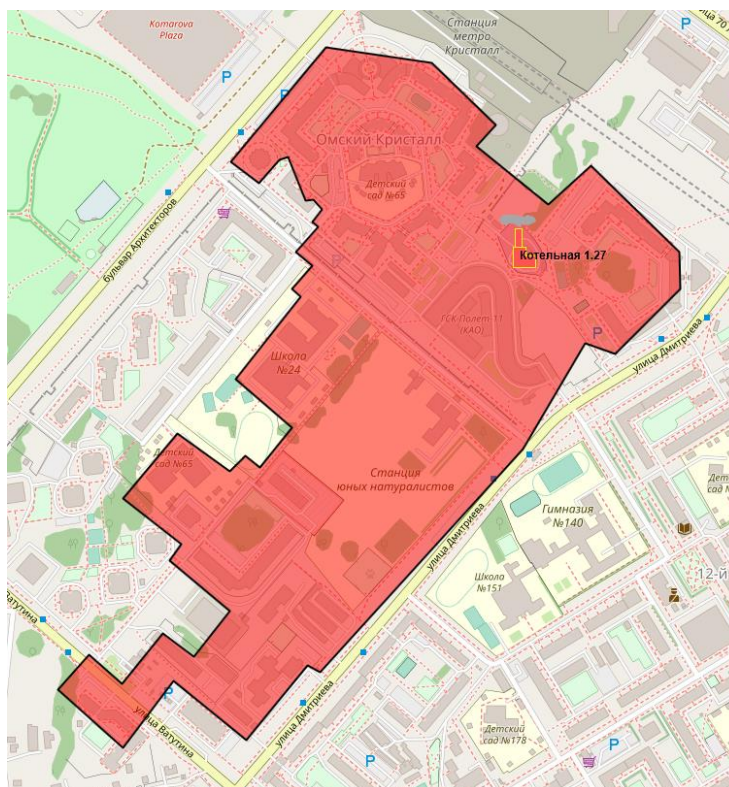 Komarova
Plaza
P
Станция
метро
Кристалл
улица 70
P
P
Омский Кристалл
Детский
сад №65
бульвар Архитекторов
Котельная 1.27
P
ГСК-Полет-11
(КАО)
P
P
улица Дмитриева
Школа
№24
Детский
сад №65
Станция
юных натуралистов
Гимназия
№140
улица Дмитриева
Школа
№151
12-й
Ватутина
P
улица Ватутина
улица Дмитриева
Детский
сад №178
P
P